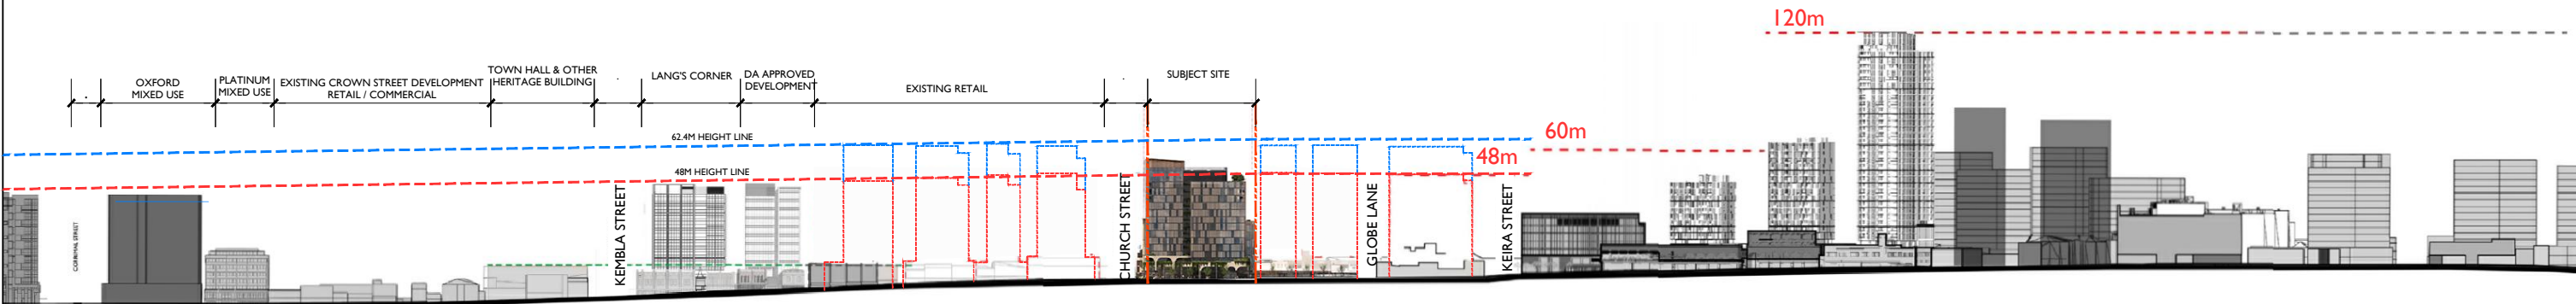 120m
OXFORD
MIXED USE
PLATINUM
MIXED USE
EXISTING CROWN STREET DEVELOPMENT
RETAIL / COMMERCIAL
TOWN HALL & OTHER
HERITAGE BUILDING
LANG'S CORNER
DA APPROVED
DEVELOPMENT
EXISTING RETAIL
SUBJECT SITE
62.4M HEIGHT LINE
60m
48m
48M HEIGHT LINE
CORRIMAL STREET
KEMBLA STREET
CHURCH STREET
GLOBE LANE
KEIRA STREET